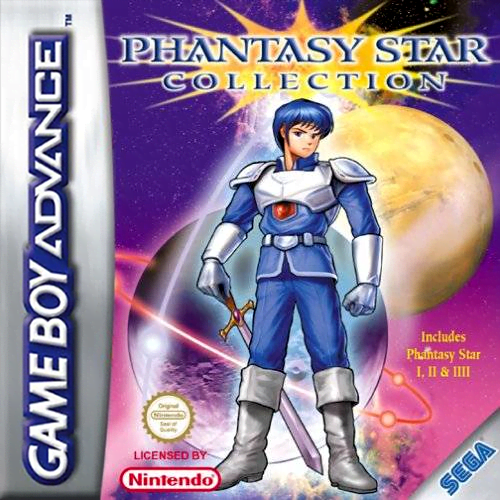 GAME BOY ADVANCE™
PHANTASY STAR
COLLECTION
Includes
Phantasy Star
I, II & IIII
Original
Nintendo
Seal of
Quality
LICENSED BY
Nintendo
SEGA